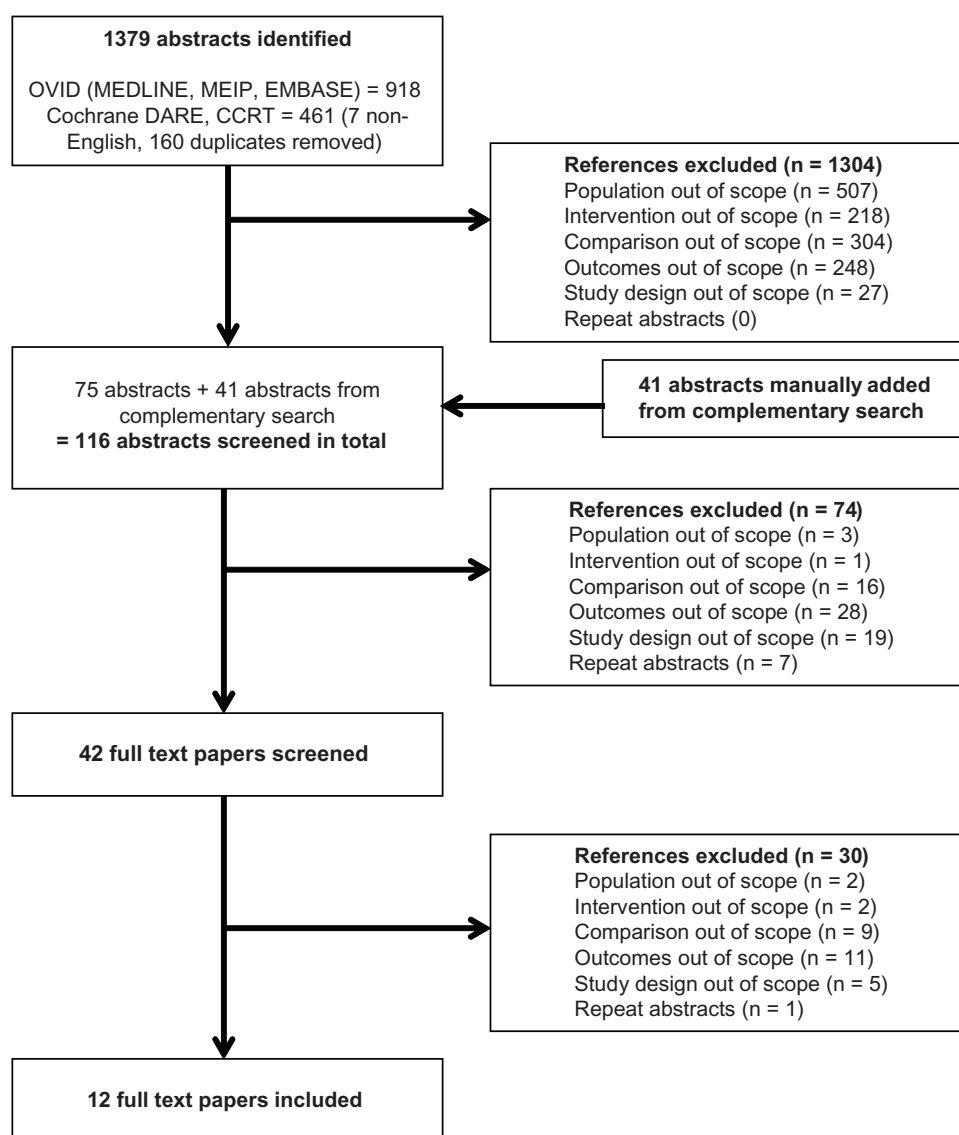 1379 abstracts identified
OVID (MEDLINE, MEIP, EMBASE) = 918
Cochrane DARE, CCRT = 461 (7 non-
English, 160 duplicates removed)
References excluded (n = 1304)
Population out of scope (n = 507)
Intervention out of scope (n = 218)
Comparison out of scope (n = 304)
Outcomes out of scope (n = 248)
Study design out of scope (n = 27)
Repeat abstracts (0)
75 abstracts + 41 abstracts from
complementary search
= 116 abstracts screened in total
41 abstracts manually added
from complementary search
References excluded (n = 74)
Population out of scope (n = 3)
Intervention out of scope (n = 1)
Comparison out of scope (n = 16)
Outcomes out of scope (n = 28)
Study design out of scope (n = 19)
Repeat abstracts (n = 7)
42 full text papers screened
References excluded (n = 30)
Population out of scope (n = 2)
Intervention out of scope (n = 2)
Comparison out of scope (n = 9)
Outcomes out of scope (n = 11)
Study design out of scope (n = 5)
Repeat abstracts (n = 1)
12 full text papers included